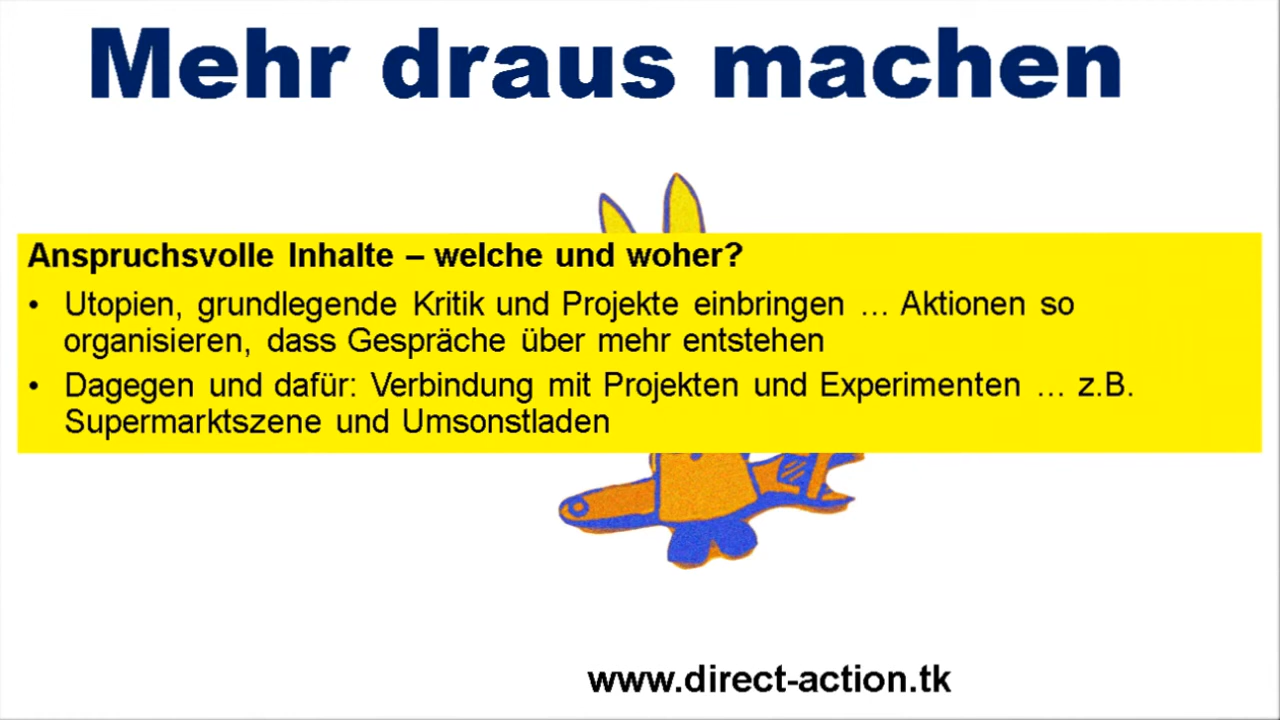 Mehr draus machen
Anspruchsvolle Inhalte – welche und woher?
• Utopien, grundlegende Kritik und Projekte einbringen … Aktionen so
organisieren, dass Gespräche über mehr entstehen
• Dagegen und dafür: Verbindung mit Projekten und Experimenten … z.B.
Supermarktszene und Umsonstladen
www.direct-action.tk